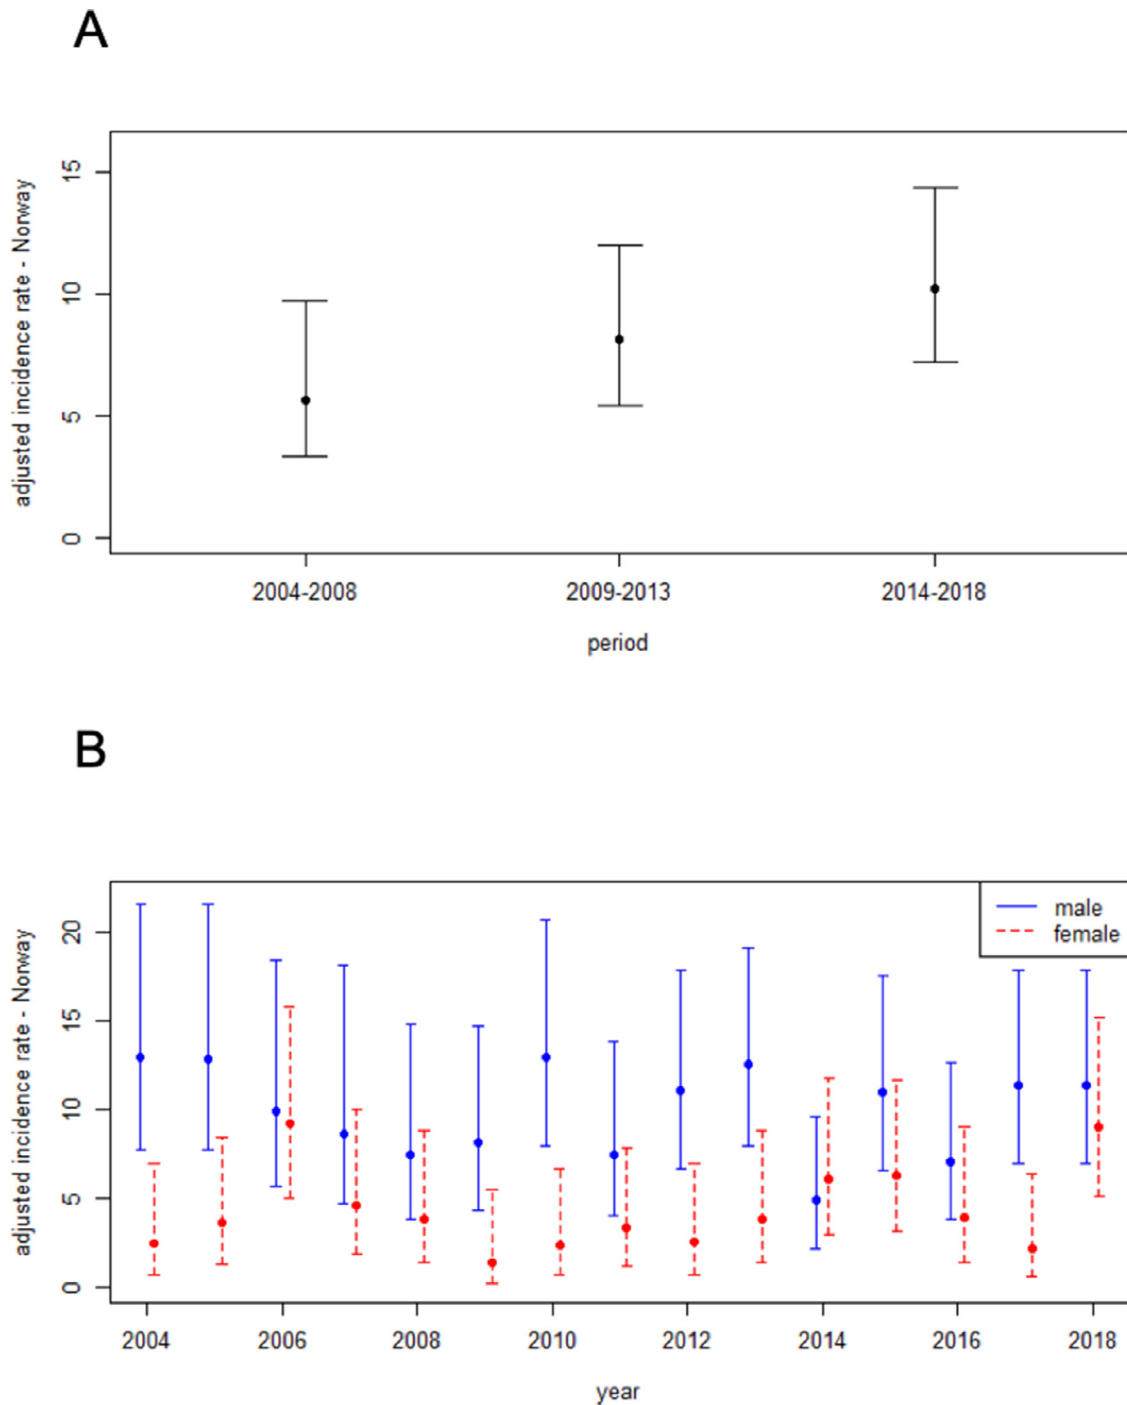 A
adjusted incidence rate - Norway
15
10
5
0
2004-2008 2009-2013 2014-2018
period
B
adjusted incidence rate - Norway
20
15
10
5
0
male
female
2004 2006 2008 2010 2012 2014 2016 2018
year